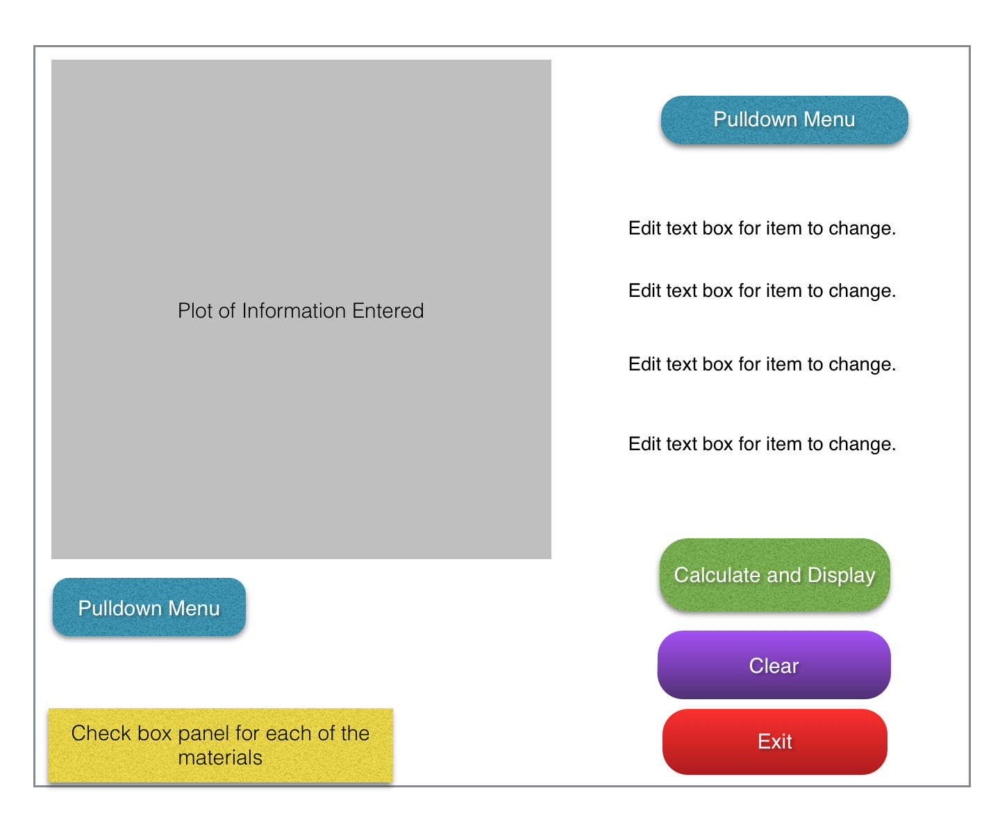 Pulldown Menu
Edit text box for item to change.
Edit text box for item to change.
Plot of Information Entered
Edit text box for item to change.
Edit text box for item to change.
Calculate and Display
Pulldown Menu
Clear
Check box panel for each of the
materials
Exit